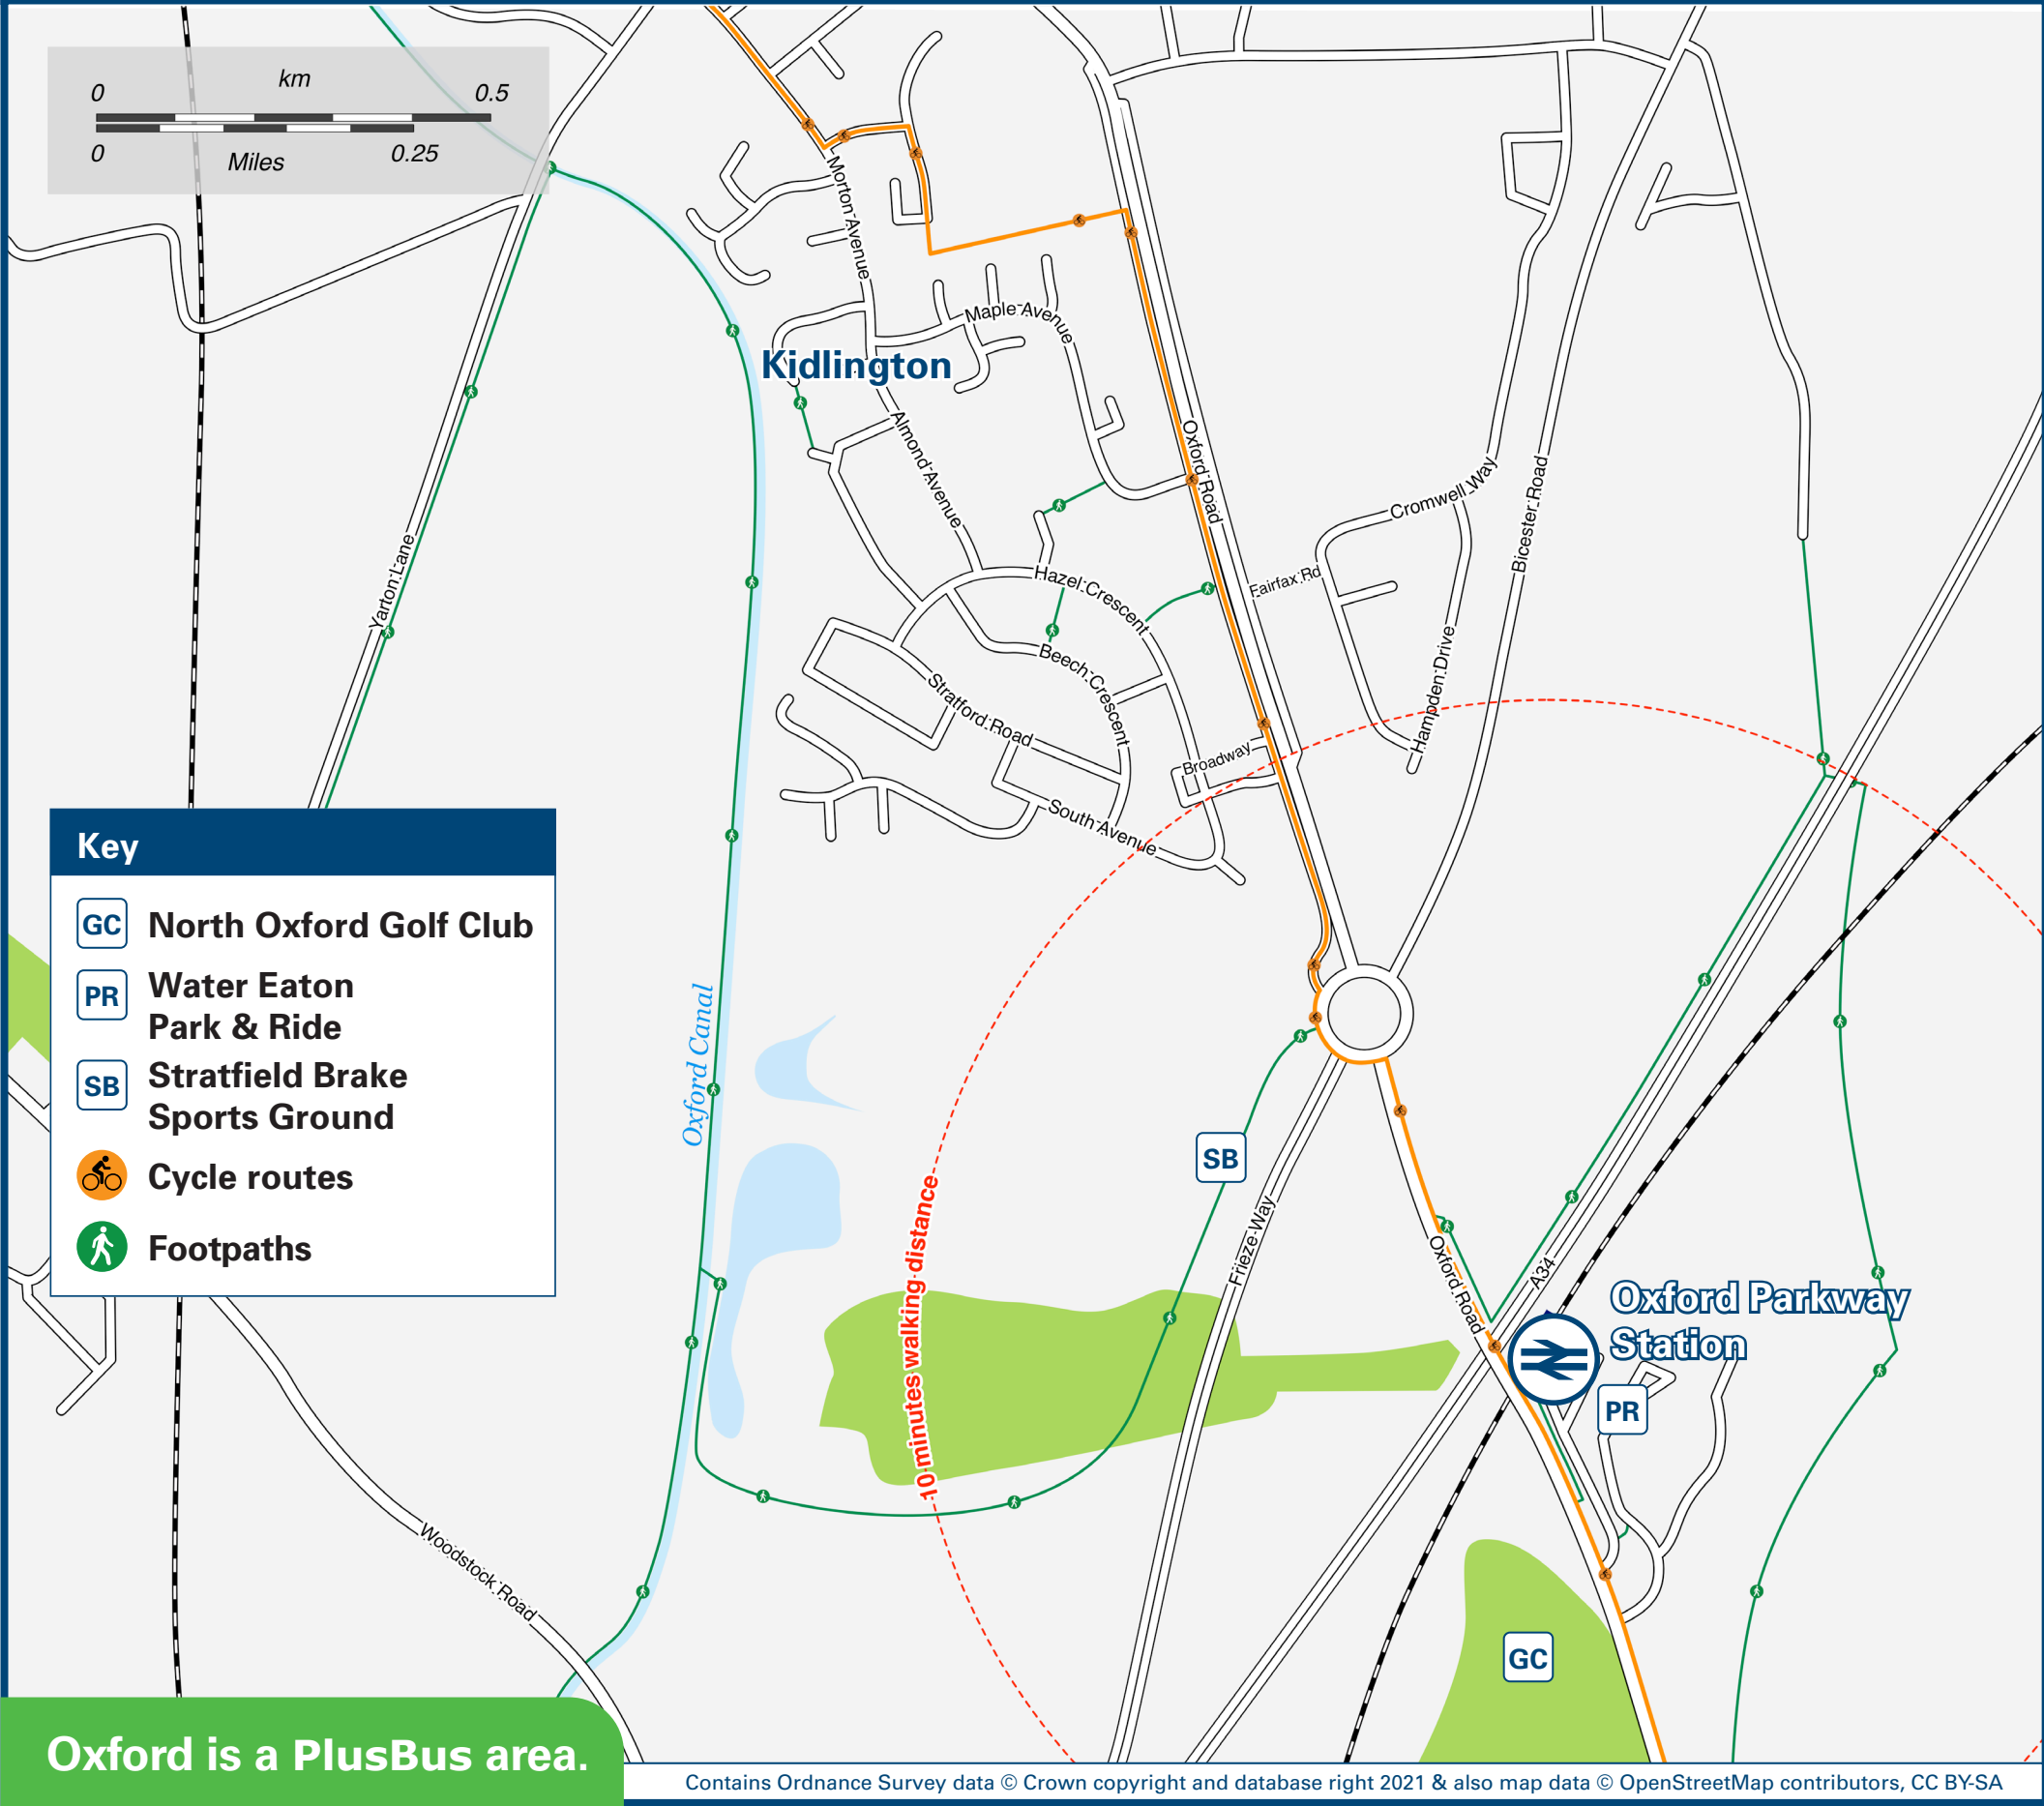 km
0 0.5
0 0.25
Miles
Morton Avenue
Maple Avenue
Kidlington
Almond Avenue
Oxford Road
Cromwell Way
Bicester Road
Yarton Lane
Hazel Crescent
Fairfax Rd
Beech Crescent
Hampden Drive
Stratford Road
Broadway
South Avenue
Key
GC North Oxford Golf Club
PR Water Eaton
Park & Ride
SB Stratfield Brake
Sports Ground
Cycle routes
Footpaths
Oxford Canal
SB
10 minutes walking distance
Frieze Way
Oxford Road
A34
Oxford Parkway
Station
PR
Woodstock Road
GC
Oxford is a PlusBus area.
Contains Ordnance Survey data © Crown copyright and database right 2021 & also map data © OpenStreetMap contributors, CC BY-SA